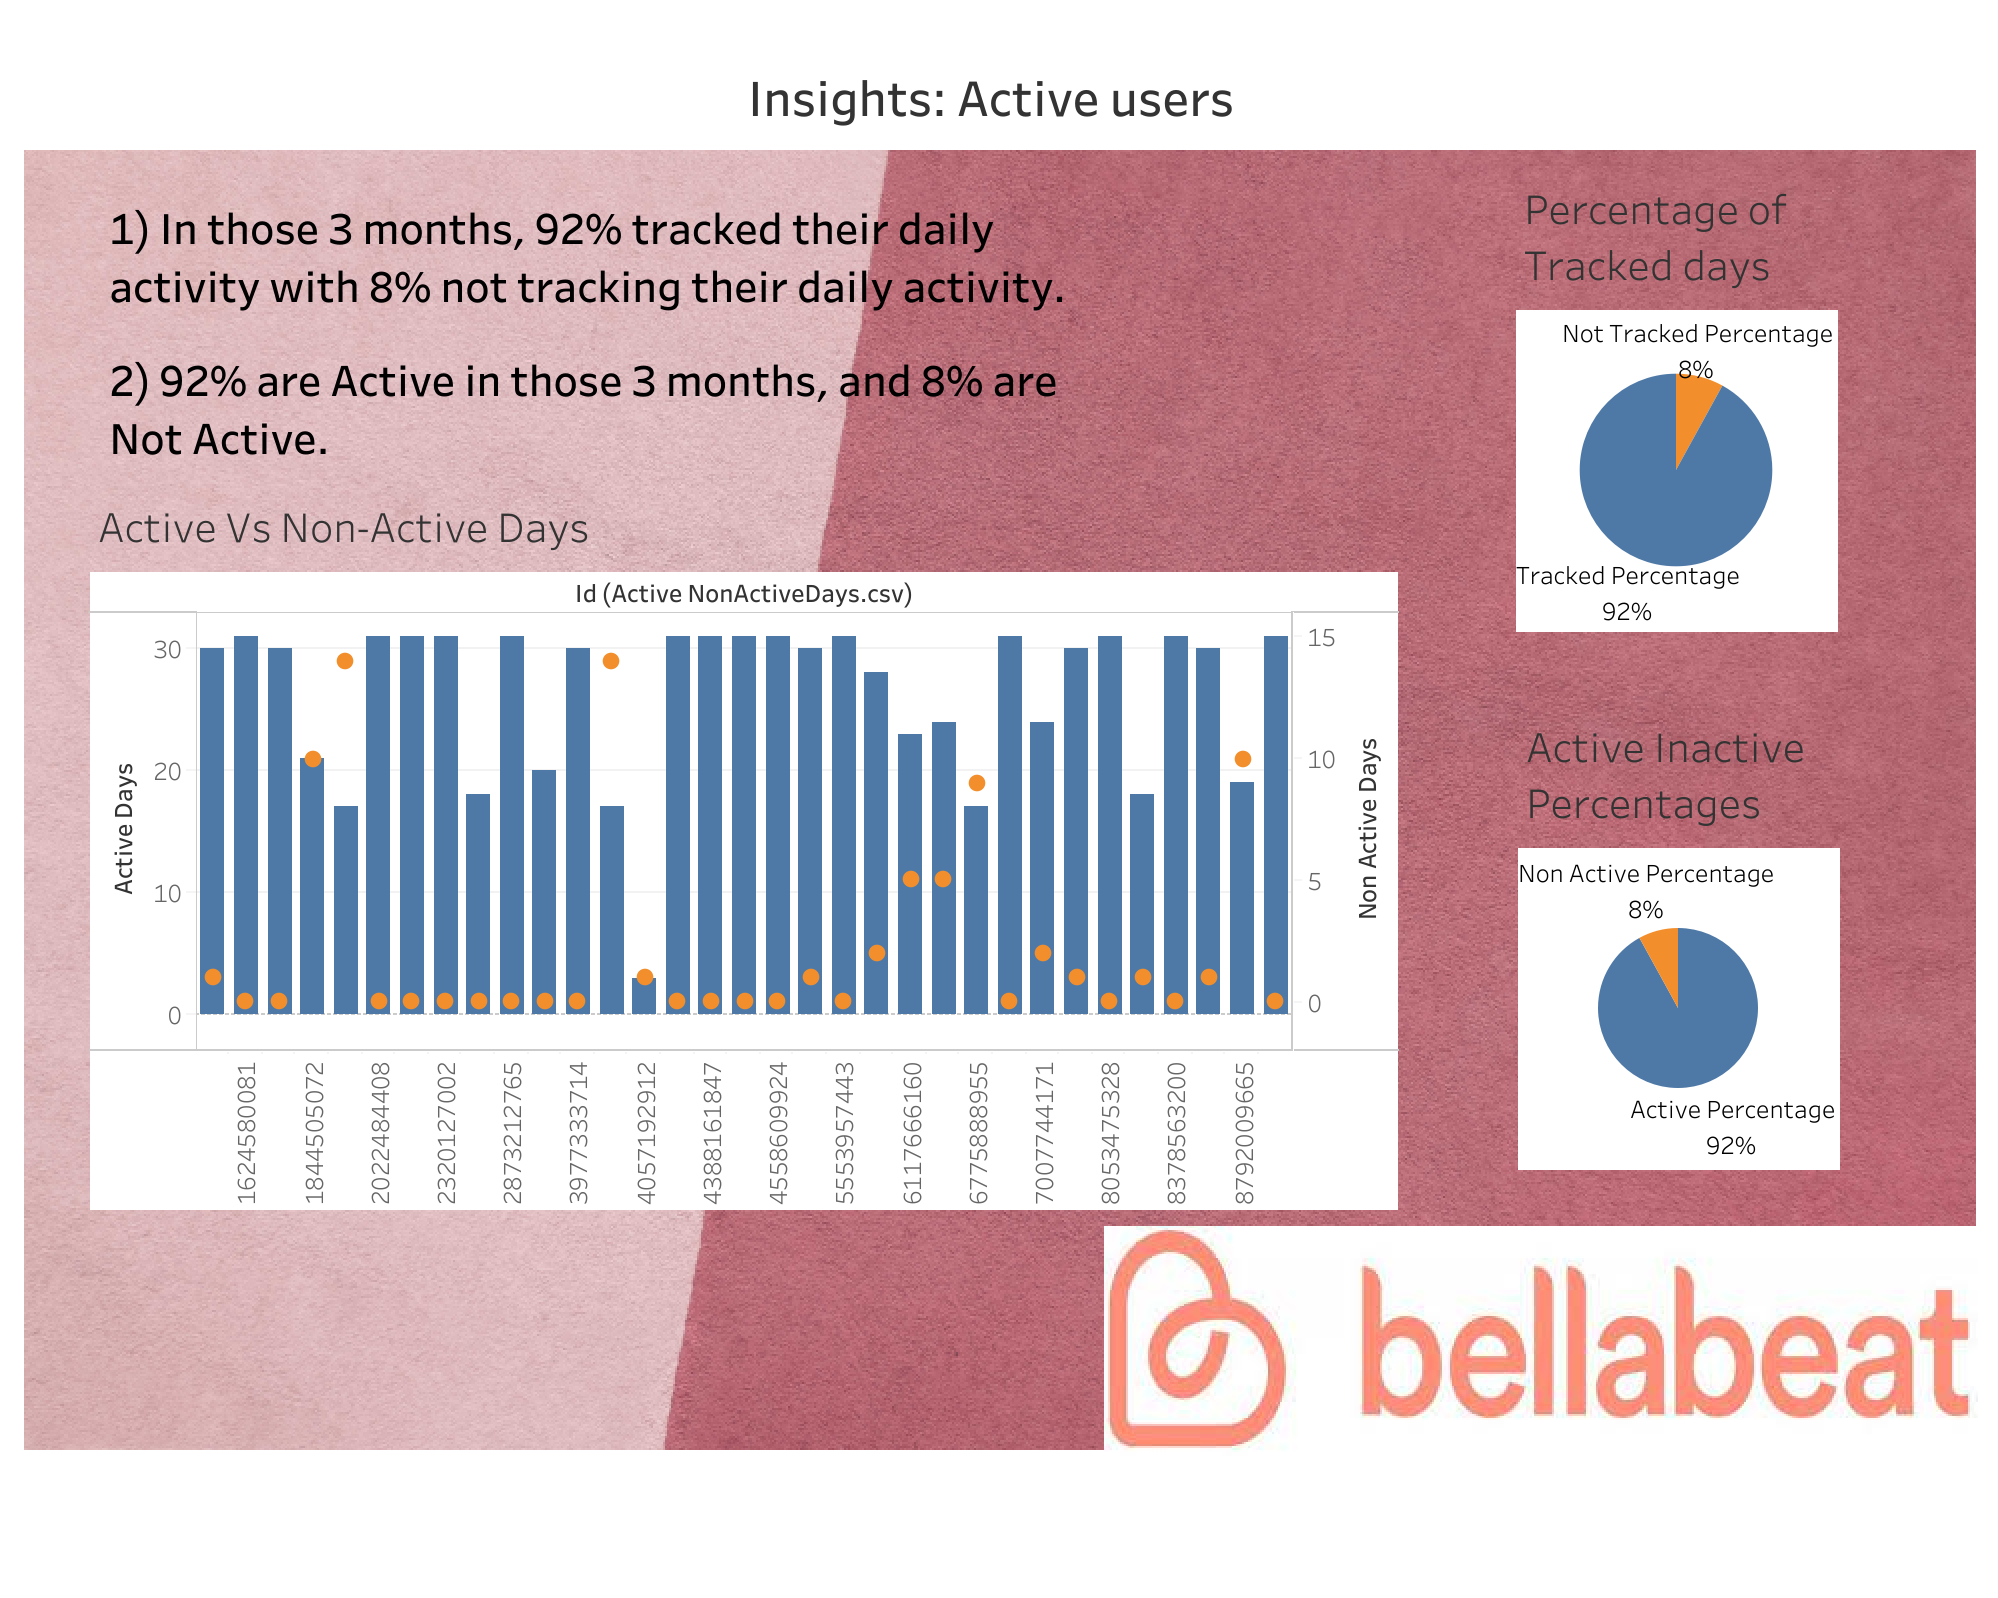 Insights: Active users
1) In those 3 months, 92% tracked their daily
activity with 8% not tracking their daily activity.
2) 92% are Active in those 3 months, and 8% are
Not Active.
Percentage of
Tracked days
Not Tracked Percentage
8%
Tracked Percentage
92%
Active Vs Non-Active Days
Id (Active NonActiveDays.csv)
Active Days
30
20
10
0
15
10
5
0
Non Active Days
1624580081
1844505072
2022484408
2320127002
2873212765
3977333714
4057192912
4388161847
4558609924
5553957443
6117666160
6775888955
7007744171
8053475328
8378563200
8792009665
Active Inactive
Percentages
Non Active Percentage
8%
Active Percentage
92%
bellabeat